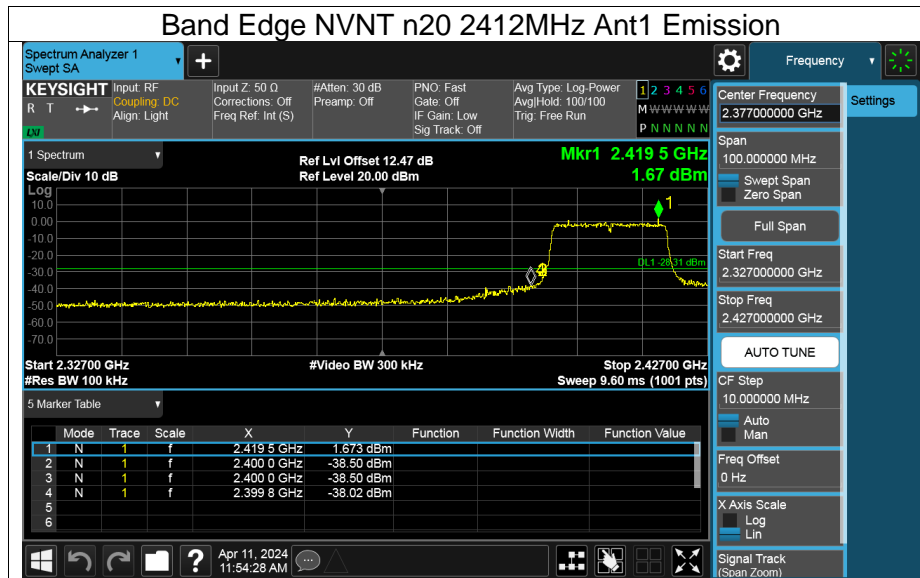 Band Edge NVNT n20 2412MHz Ant1 Emission
Spectrum Analyzer 1
Swept SA
+
Frequency
KEYSIGHT
R T
LXI
Input: RF
Coupling: DC
Align: Light
Input Z: 50 Ω
Corrections: Off
Freq Ref: Int (S)
#Atten: 30 dB
Preamp: Off
PNO: Fast
Gate: Off
IF Gain: Low
Sig Track: Off
Avg Type: Log-Power
Avg|Hold: 100/100
Trig: Free Run
1 2 3 4 5 6
M W W W W W
P N N N N N
1 Spectrum
Scale/Div 10 dB
Ref Lvl Offset 12.47 dB
Ref Level 20.00 dBm
Mkr1 2.419 5 GHz
1.67 dBm
Log
10.0
0.00
-10.0
-20.0
-30.0
-40.0
-50.0
-60.0
-70.0
1
DL1 -28.31 dBm
Start 2.32700 GHz
#Res BW 100 kHz
#Video BW 300 kHz
Stop 2.42700 GHz
Sweep 9.60 ms (1001 pts)
5 Marker Table
Mode Trace Scale X Y Function Function Width Function Value
1 N 1 f 2.419 5 GHz 1.673 dBm
2 N 1 f 2.400 0 GHz -38.50 dBm
3 N 1 f 2.400 0 GHz -38.50 dBm
4 N 1 f 2.399 8 GHz -38.02 dBm
5
6
Center Frequency
2.377000000 GHz
Settings
Span
100.000000 MHz
Swept Span
Zero Span
Full Span
Start Freq
2.327000000 GHz
Stop Freq
2.427000000 GHz
AUTO TUNE
CF Step
10.000000 MHz
Auto
Man
Freq Offset
0 Hz
X Axis Scale
Log
Lin
Signal Track
(Span Zoom)
?
Apr 11, 2024
11:54:28 AM